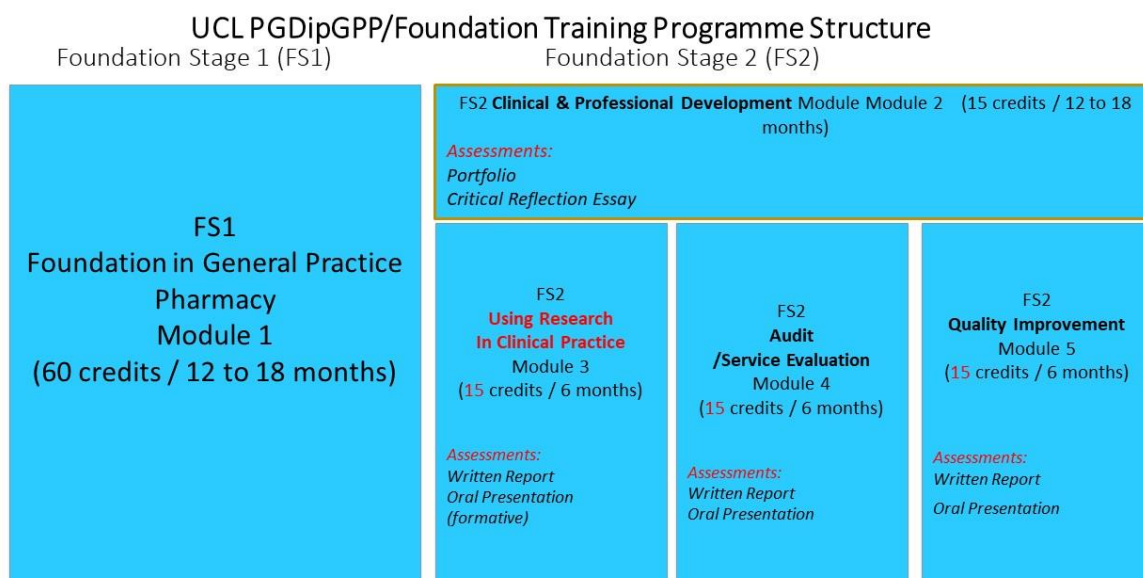 UCL PGDipGPP/Foundation Training Programme Structure
Foundation Stage 1 (FS1)
Foundation Stage 2 (FS2)
FS1
Foundation in General Practice
Pharmacy
Module 1
(60 credits / 12 to 18 months)
FS2 Clinical & Professional Development Module Module 2 (15 credits / 12 to 18
months)
Assessments:
Portfolio
Critical Reflection Essay
FS2
Using Research
In Clinical Practice
Module 3
(15 credits / 6 months)
Assessments:
Written Report
Oral Presentation
(formative)
FS2
Audit
/Service Evaluation
Module 4
(15 credits / 6 months)
Assessments:
Written Report
Oral Presentation
FS2
Quality Improvement
Module 5
(15 credits / 6 months)
Assessments:
Written Report
Oral Presentation